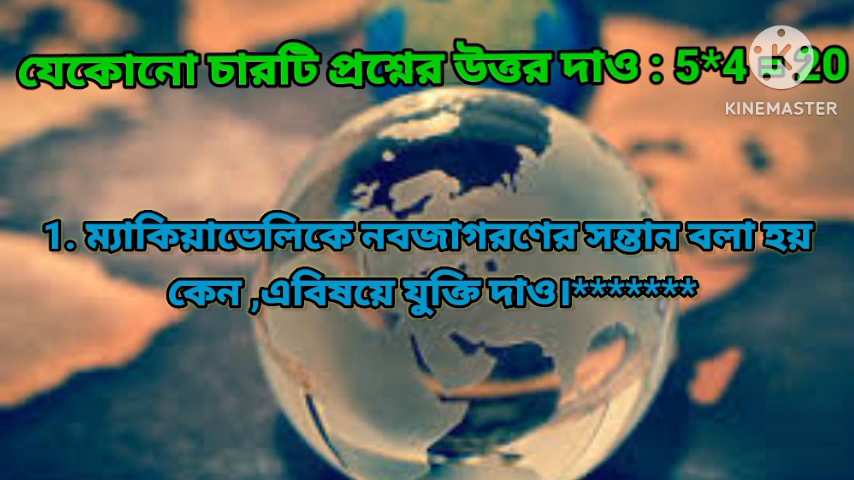 যেকোনো চারটি প্রশ্নের উত্তর দাও : 5*4 = 20
KINEMASTER
1. ম্যাকিয়াভেলিকে নবজাগরণের সন্তান বলা হয়
কেন ,এবিষয়ে যুক্তি দাও।*******